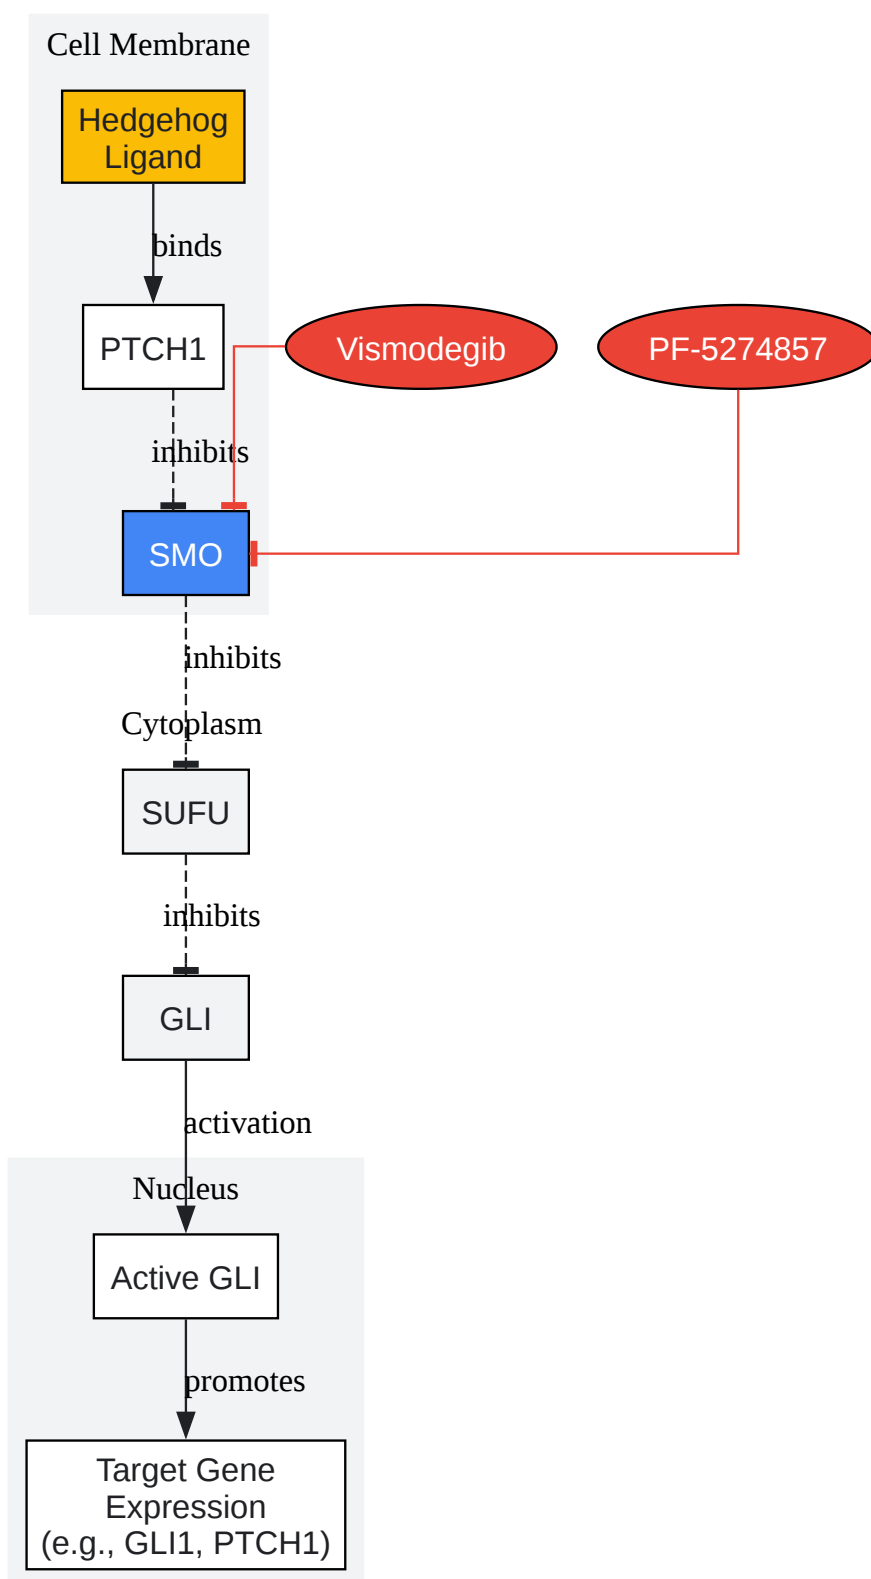 Cell Membrane
Hedgehog
Ligand
binds
PTCH1
Vismodegib
PF-5274857
inhibits
SMO
inhibits
Cytoplasm
SUFU
inhibits
GLI
activation
Nucleus
Active GLI
promotes
Target Gene
Expression
(e.g., GLI1, PTCH1)